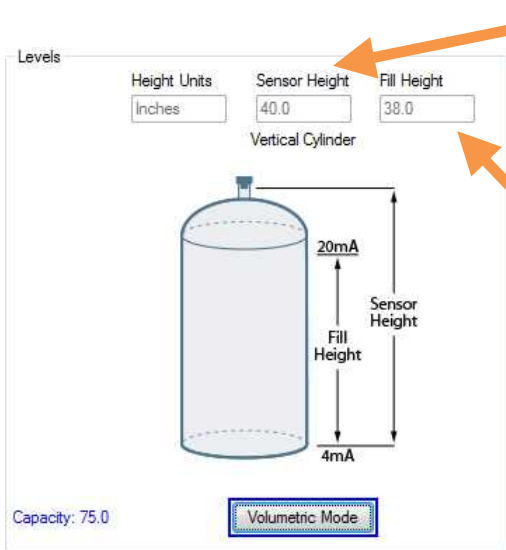 Levels
Height Units Sensor Height Fill Height
Inches 40.0 38.0
Vertical Cylinder
20mA
Sensor
Height
Fill
Height
4mA
Capacity: 75.0 Volumetric Mode